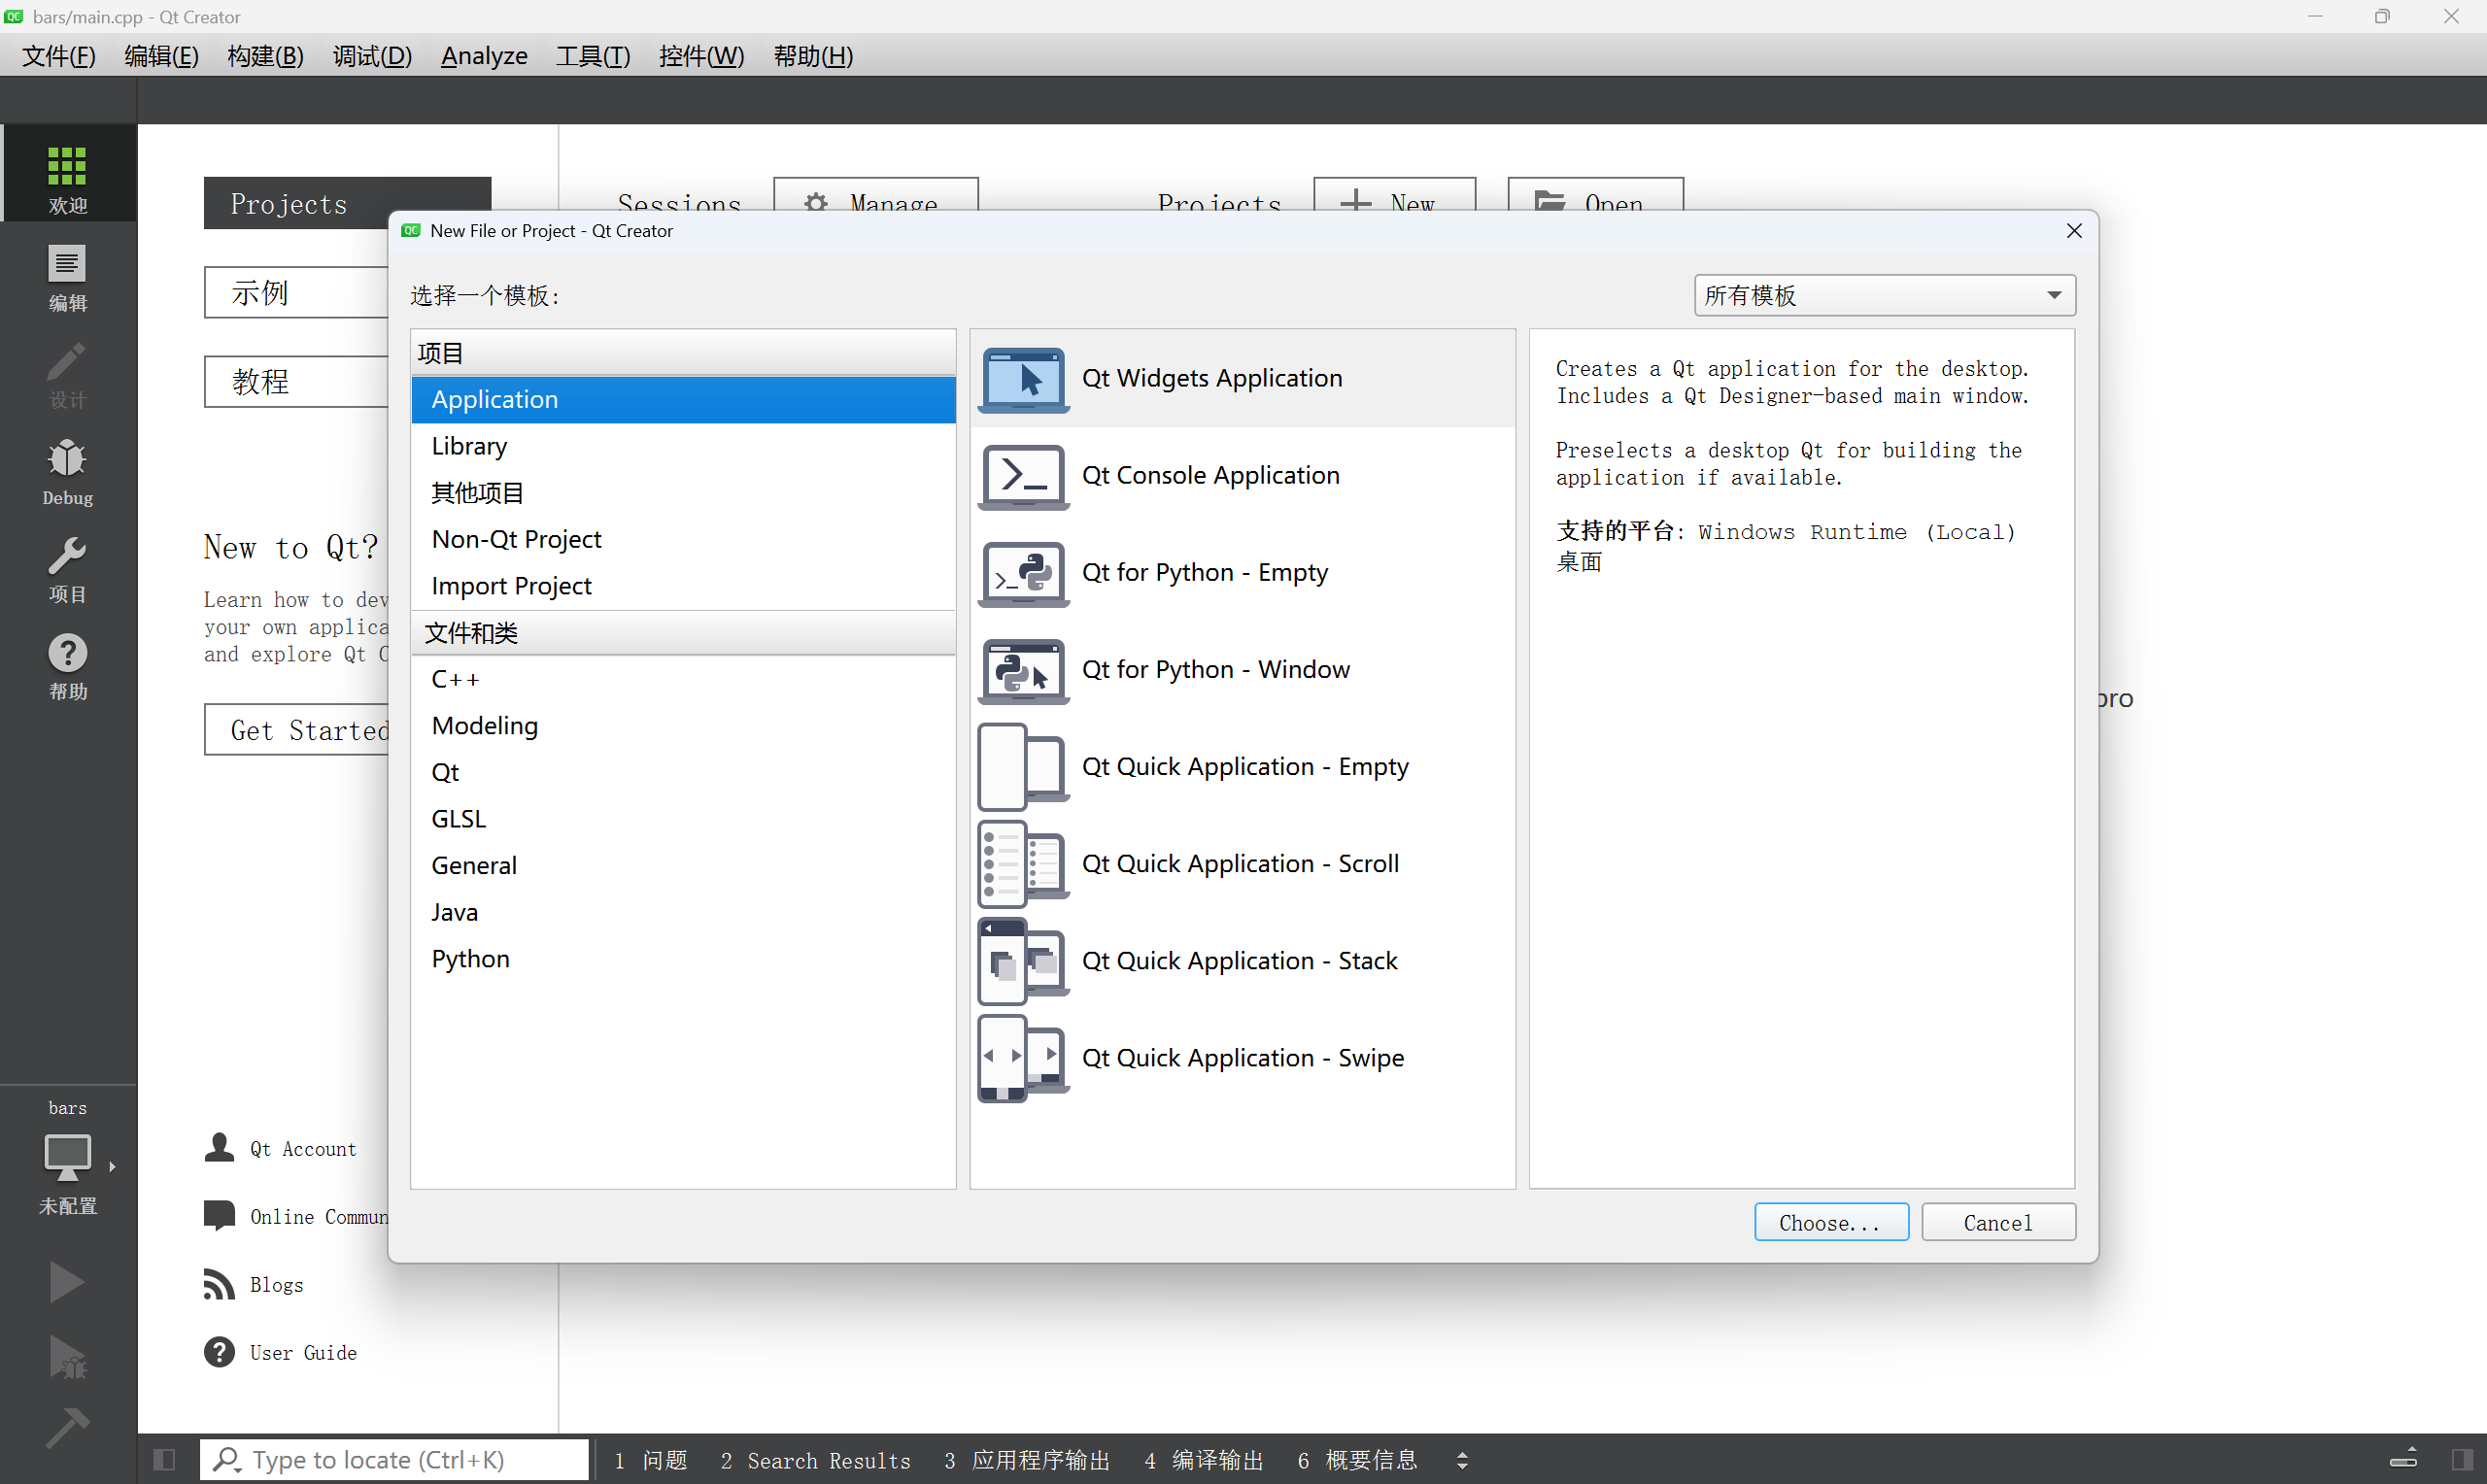 bars/main.cpp - Qt Creator
文件(F) 编辑(E) 构建(B) 调试(D) Analyze 工具(T) 控件(W) 帮助(H)
欢迎
编辑
设计
Debug
项目
帮助
bars
未配置
Projects
示例
教程
New to Qt?
Learn how to dev
your own applica
and explore Qt C
Get Started
Qt Account
Online Commun
Blogs
User Guide
Sessions Manage Projects New Open
New File or Project - Qt Creator
选择一个模板:
所有模板
项目
Application
Library
其他项目
Non-Qt Project
Import Project
文件和类
C++
Modeling
Qt
GLSL
General
Java
Python
Qt Widgets Application
Qt Console Application
Qt for Python - Empty
Qt for Python - Window
Qt Quick Application - Empty
Qt Quick Application - Scroll
Qt Quick Application - Stack
Qt Quick Application - Swipe
Creates a Qt application for the desktop.
Includes a Qt Designer-based main window.
Preselects a desktop Qt for building the
application if available.
支持的平台: Windows Runtime (Local)
桌面
pro
Choose... Cancel
Type to locate (Ctrl+K) 1 问题 2 Search Results 3 应用程序输出 4 编译输出 6 概要信息